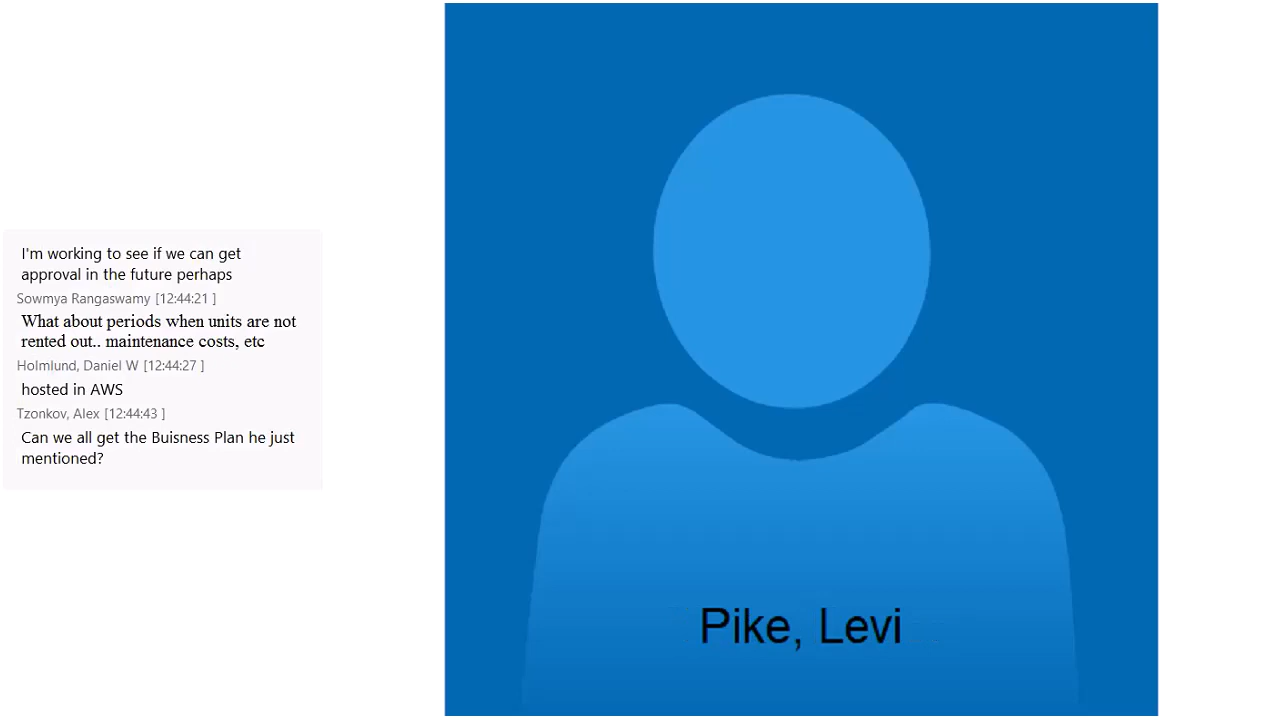 I'm working to see if we can get
approval in the future perhaps
Sowmya Rangaswamy [12:44:21 ]
What about periods when units are not
rented out.. maintenance costs, etc
Holmlund, Daniel W [12:44:27 ]
hosted in AWS
Tzonkov, Alex [12:44:43 ]
Can we all get the Buisness Plan he just
mentioned?
Pike, Levi